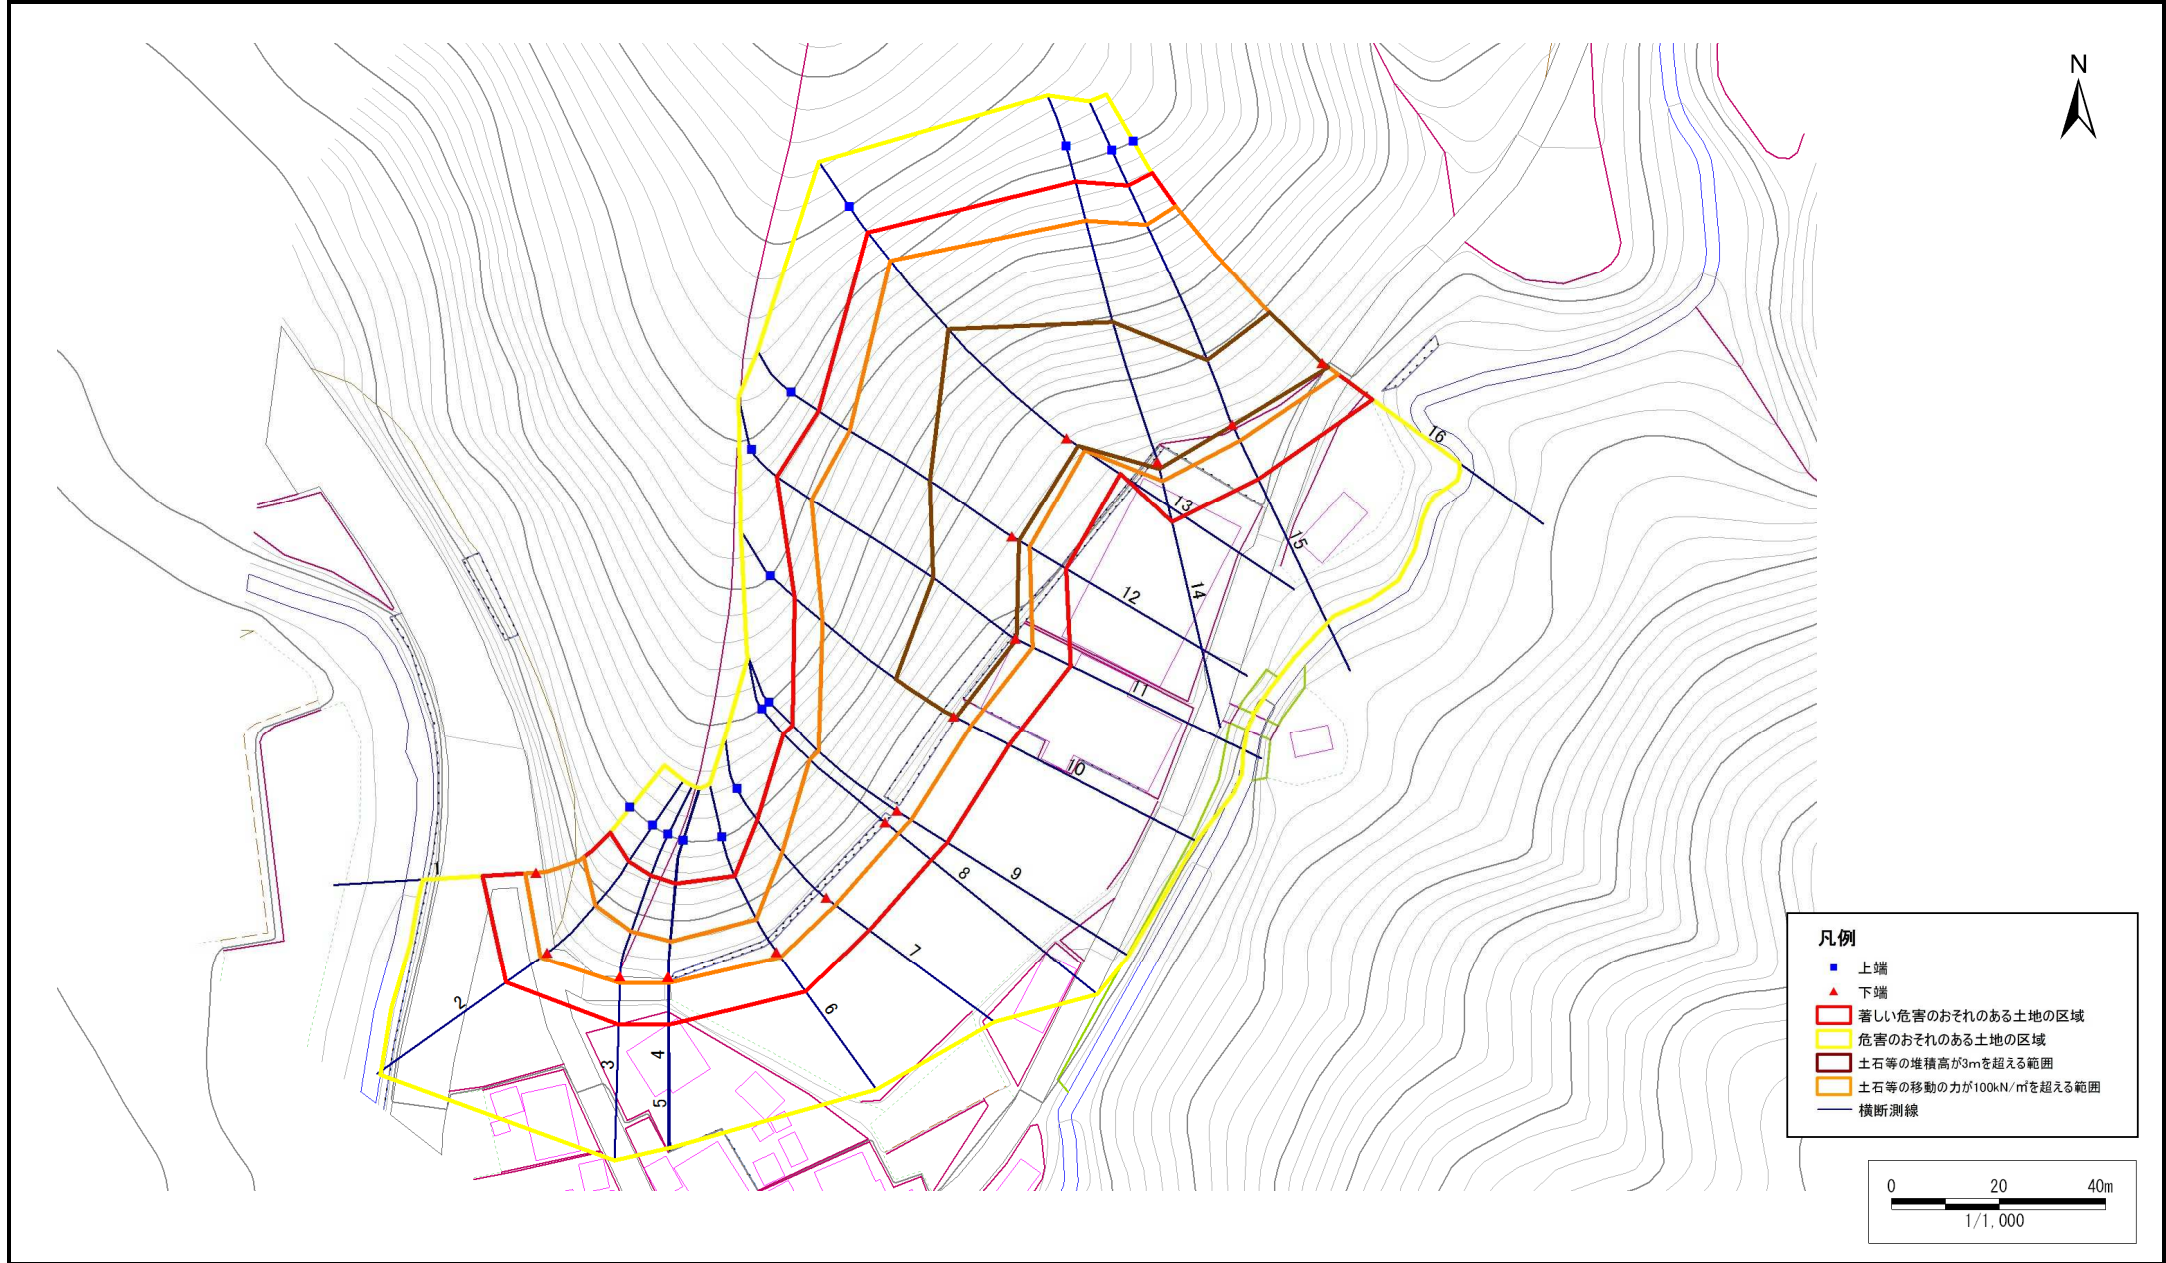 N
16
13
15
14
12
11
10
9
8
7
6
1
2
3
4
5
凡例
上端
下端
著しい危害のおそれのある土地の区域
危害のおそれのある土地の区域
土石等の堆積高が3mを超える範囲
土石等の移動の力が100kN/㎡を超える範囲
横断測線
0 20 40m
1/1,000